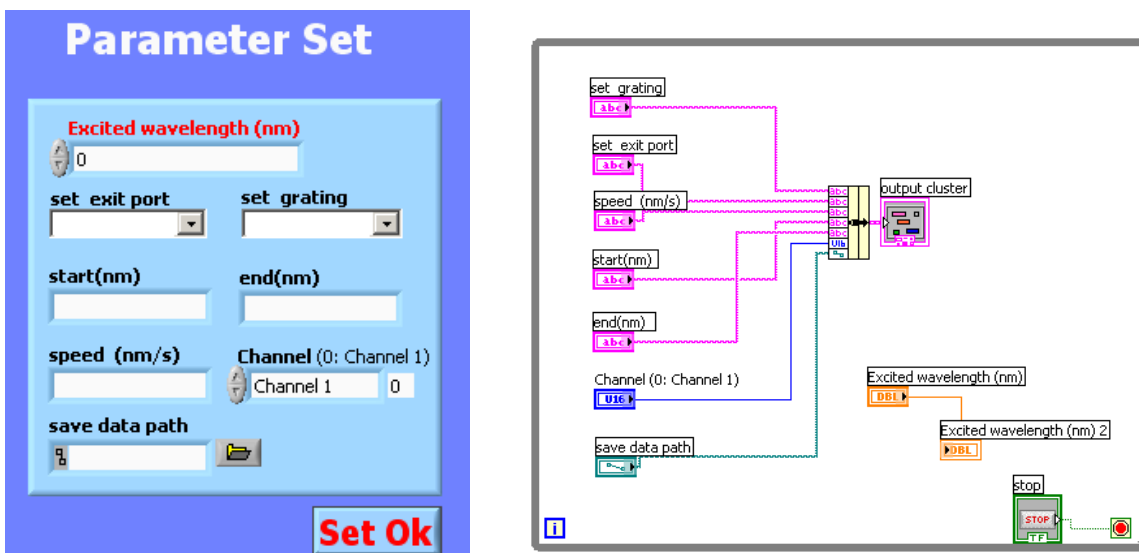 Parameter Set
Excited wavelength (nm)
0
set exit port
set grating
start(nm)
end(nm)
speed (nm/s)
Channel (0: Channel 1)
Channel 1
0
save data path
Set Ok
set grating
abc
set exit port
abc
speed (nm/s)
abc
start(nm)
abc
end(nm)
abc
Channel (0: Channel 1)
U16
save data path
abc
abc
abc
abc
abc
U16
output cluster
Excited wavelength (nm)
DBL
Excited wavelength (nm) 2
DBL
stop
STOP
TF
i